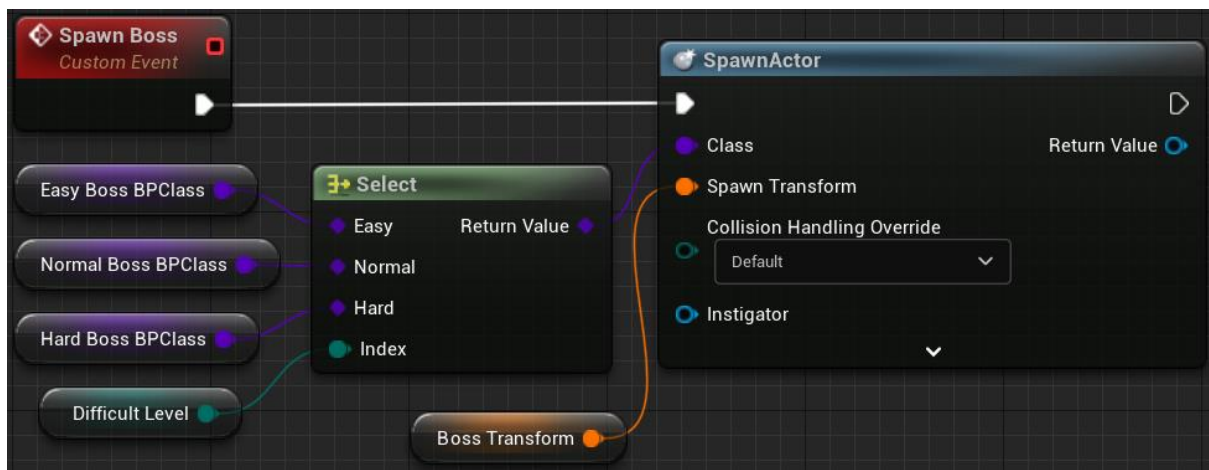 Spawn Boss
Custom Event
SpawnActor
Class
Return Value
Easy Boss BPClass
Select
Spawn Transform
Easy
Return Value
Collision Handling Override
Normal Boss BPClass
Normal
Default
Hard
Instigator
Hard Boss BPClass
Index
Difficult Level
Boss Transform